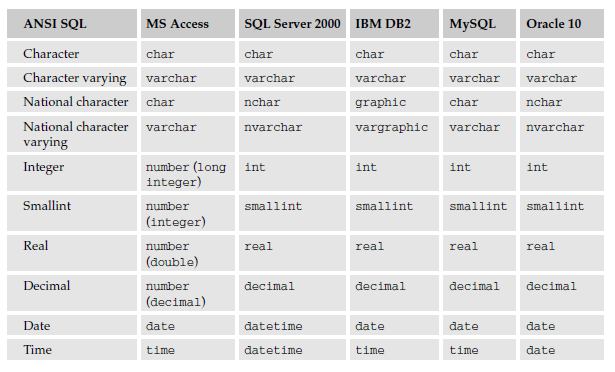 ANSI SQL MS Access SQL Server 2000 IBM DB2 MySQL Oracle 10
Character char char char char char
Character varying varchar varchar varchar varchar varchar
National character char nchar graphic char nchar
National character varchar nvarchar vargraphic varchar nvarchar
varying
Integer number (long int int int int
integer)
Smallint number smallint smallint smallint smallint
(integer)
Real number real real real real
(double)
Decimal number decimal decimal decimal decimal
(decimal)
Date date datetime date date date
Time time datetime time time date